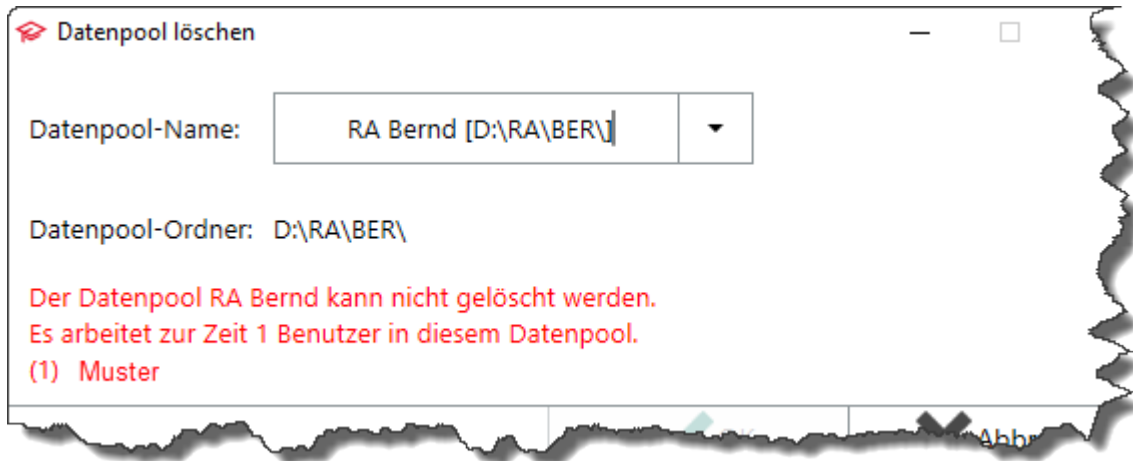 Datenpool löschen
Datenpool-Name: RA Bernd [D:\RA\BER\]
Datenpool-Ordner: D:\RA\BER\
Der Datenpool RA Bernd kann nicht gelöscht werden.
Es arbeitet zur Zeit 1 Benutzer in diesem Datenpool.
(1) Muster